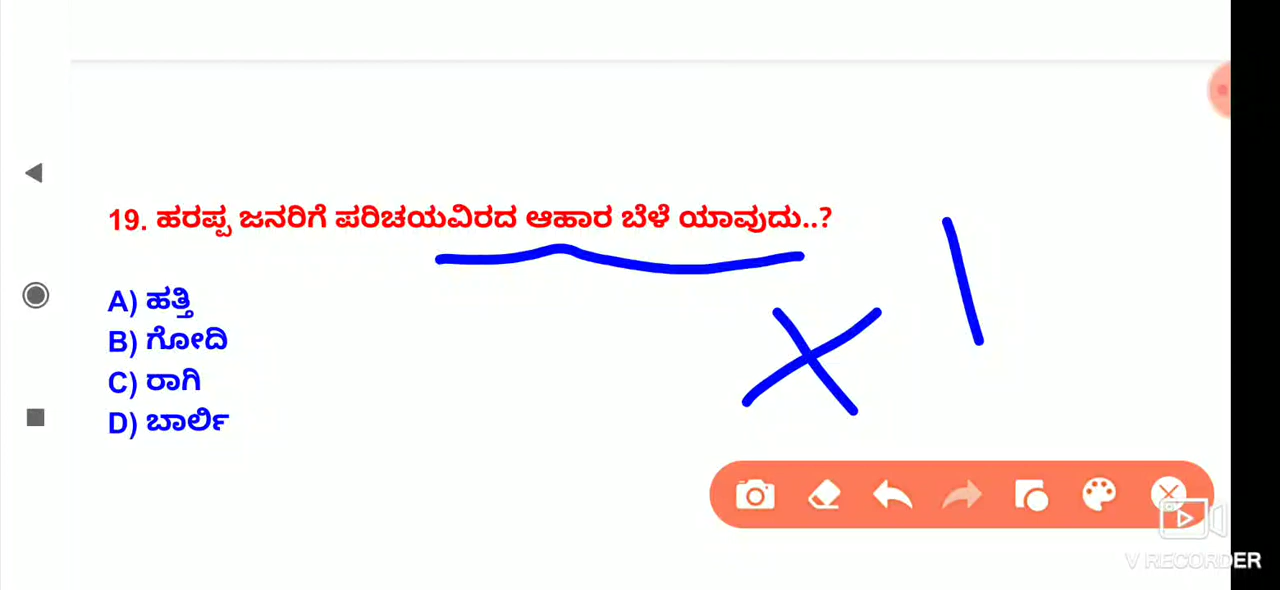 19. ಹರಪ್ಪ ಜನರಿಗೆ ಪರಿಚಯವಿರದ ಆಹಾರ ಬೆಳೆ ಯಾವುದು..?
A) ಹತ್ತಿ
B) ಗೋದಿ
C) ರಾಗಿ
D) ಬಾರ್ಲಿ
V RECORDER